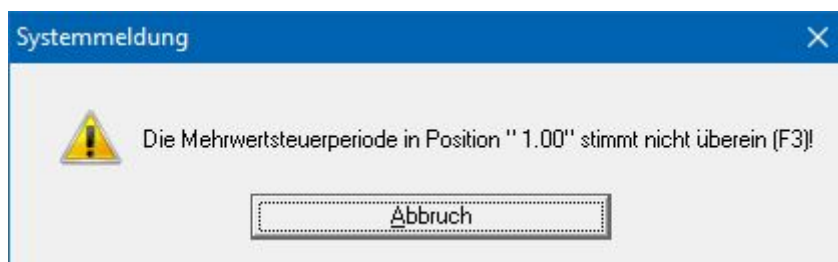 Systemmeldung
Die Mehrwertsteuerperiode in Position " 1.00" stimmt nicht überein (F3)!
Abbruch